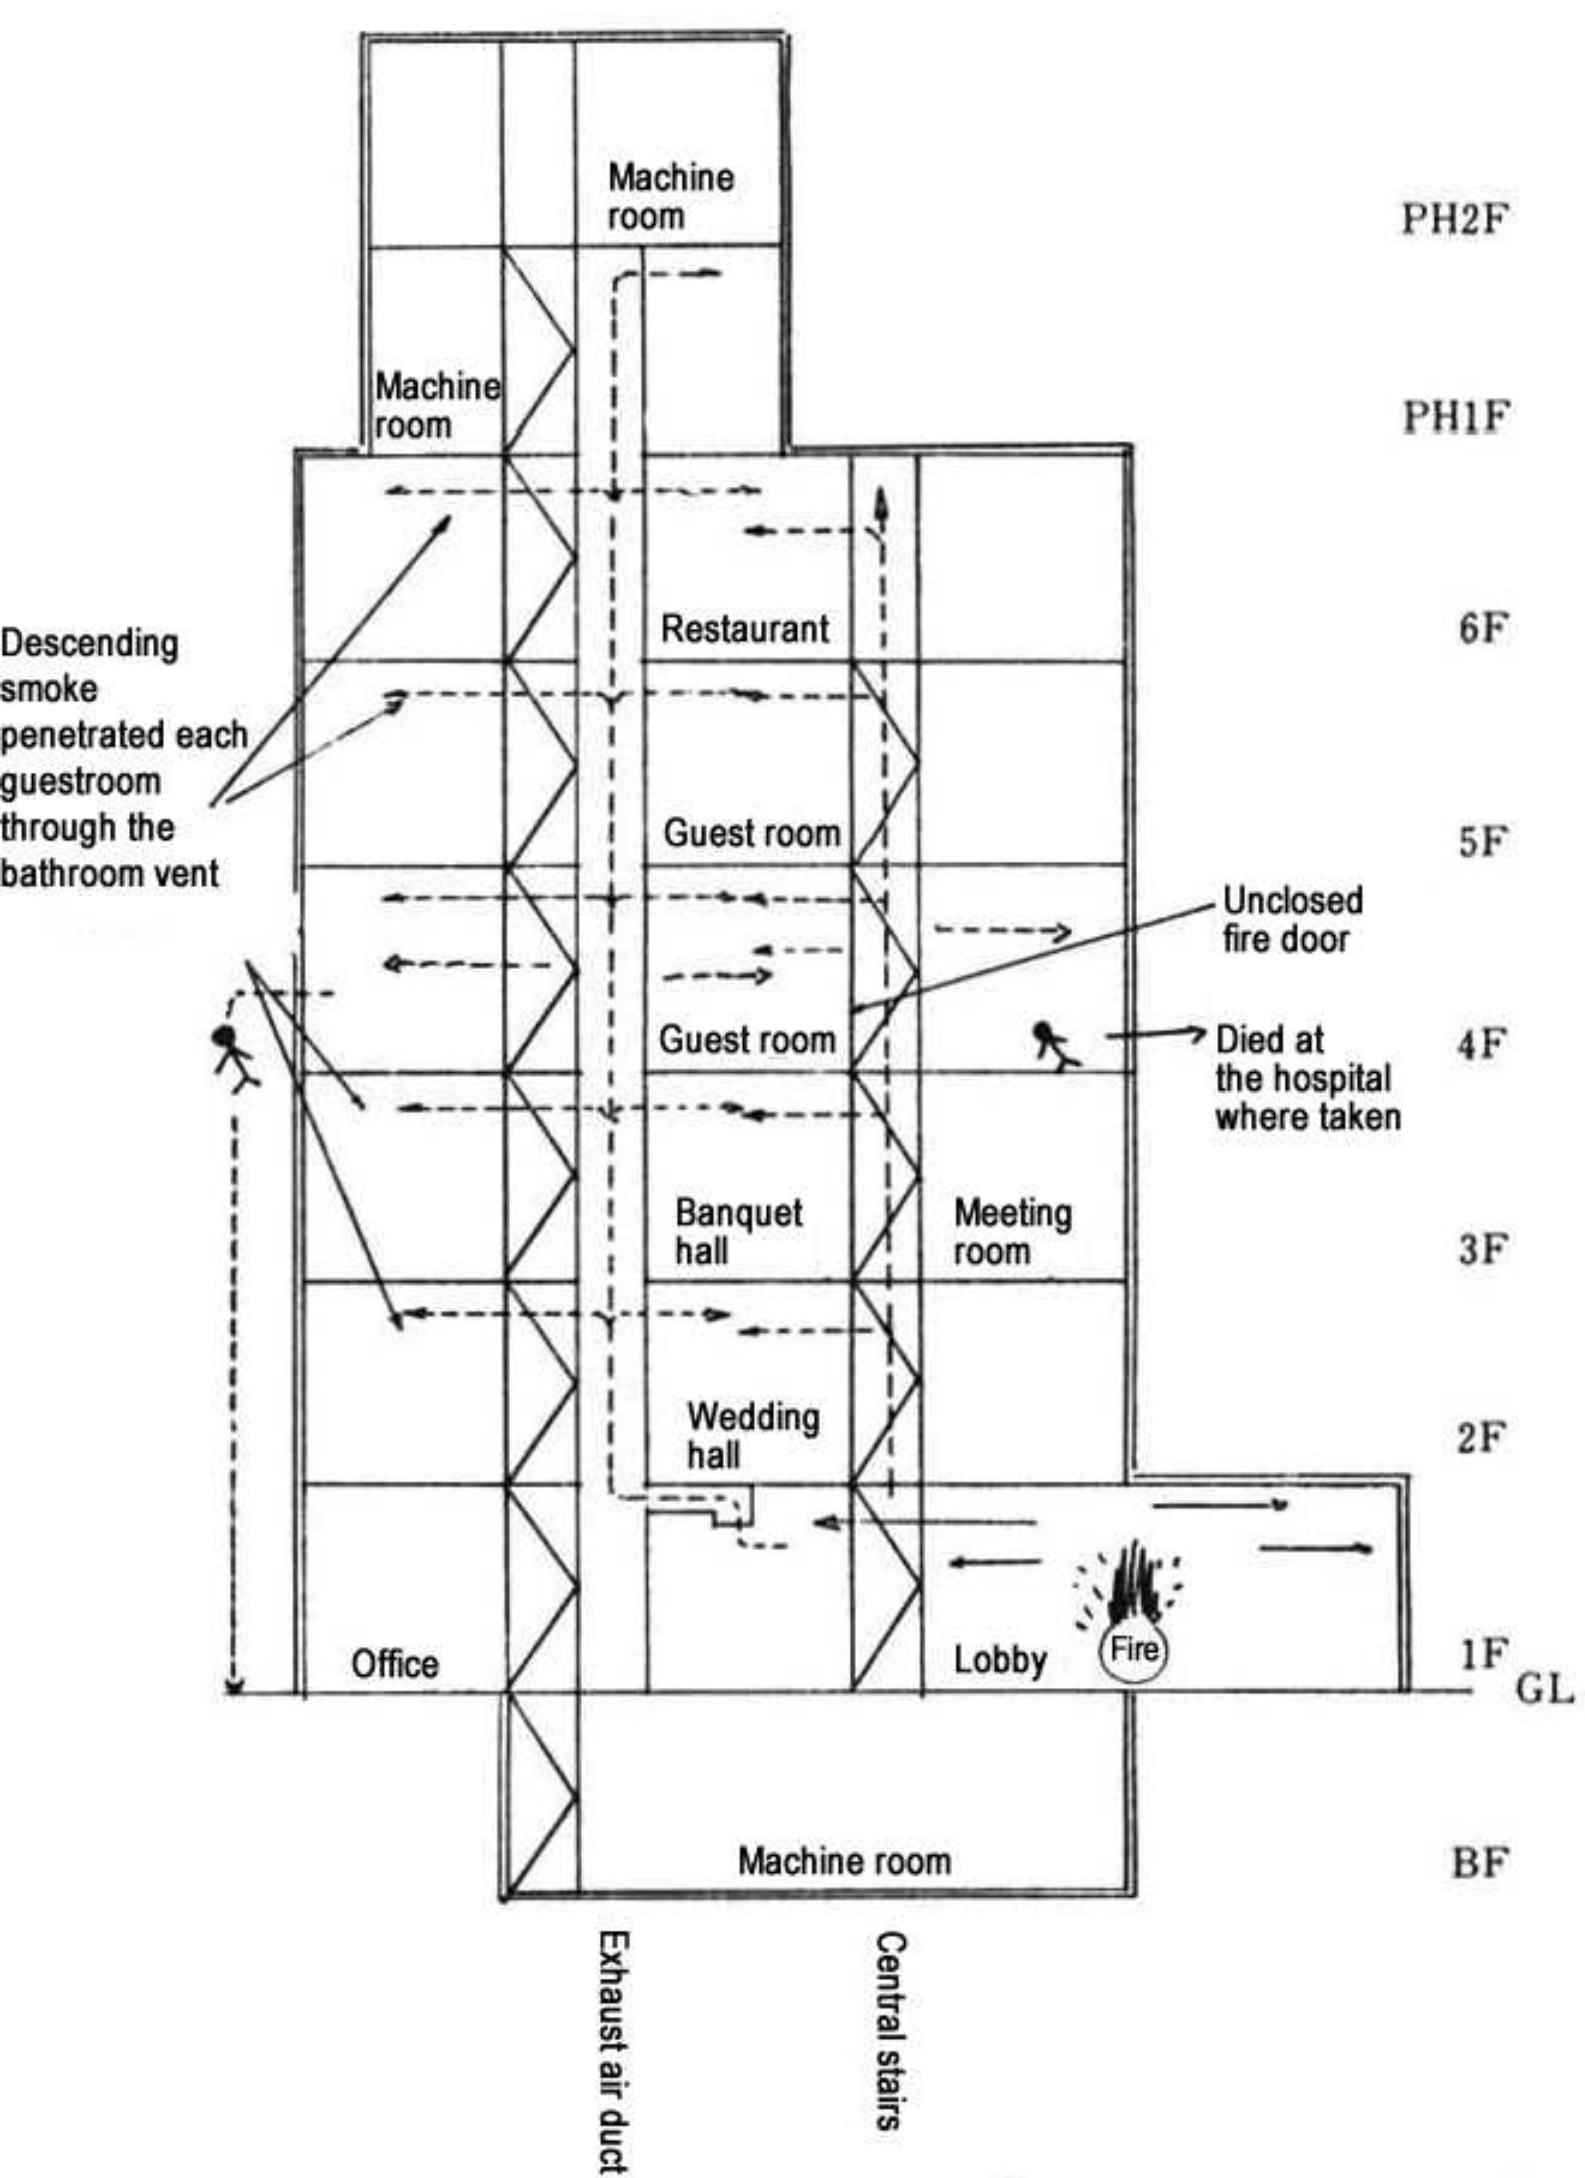 Machine
room
PH2F
Machine
room
PH1F
Restaurant
6F
Descending
smoke
penetrated each
guestroom
through the
bathroom vent
Guest room
5F
Unclosed
fire door
Guest room
Died at
the hospital
where taken
4F
Banquet
hall
Meeting
room
3F
Wedding
hall
2F
Office
Lobby
Fire
1F
GL
Machine room
BF
Exhaust air duct
Central stairs